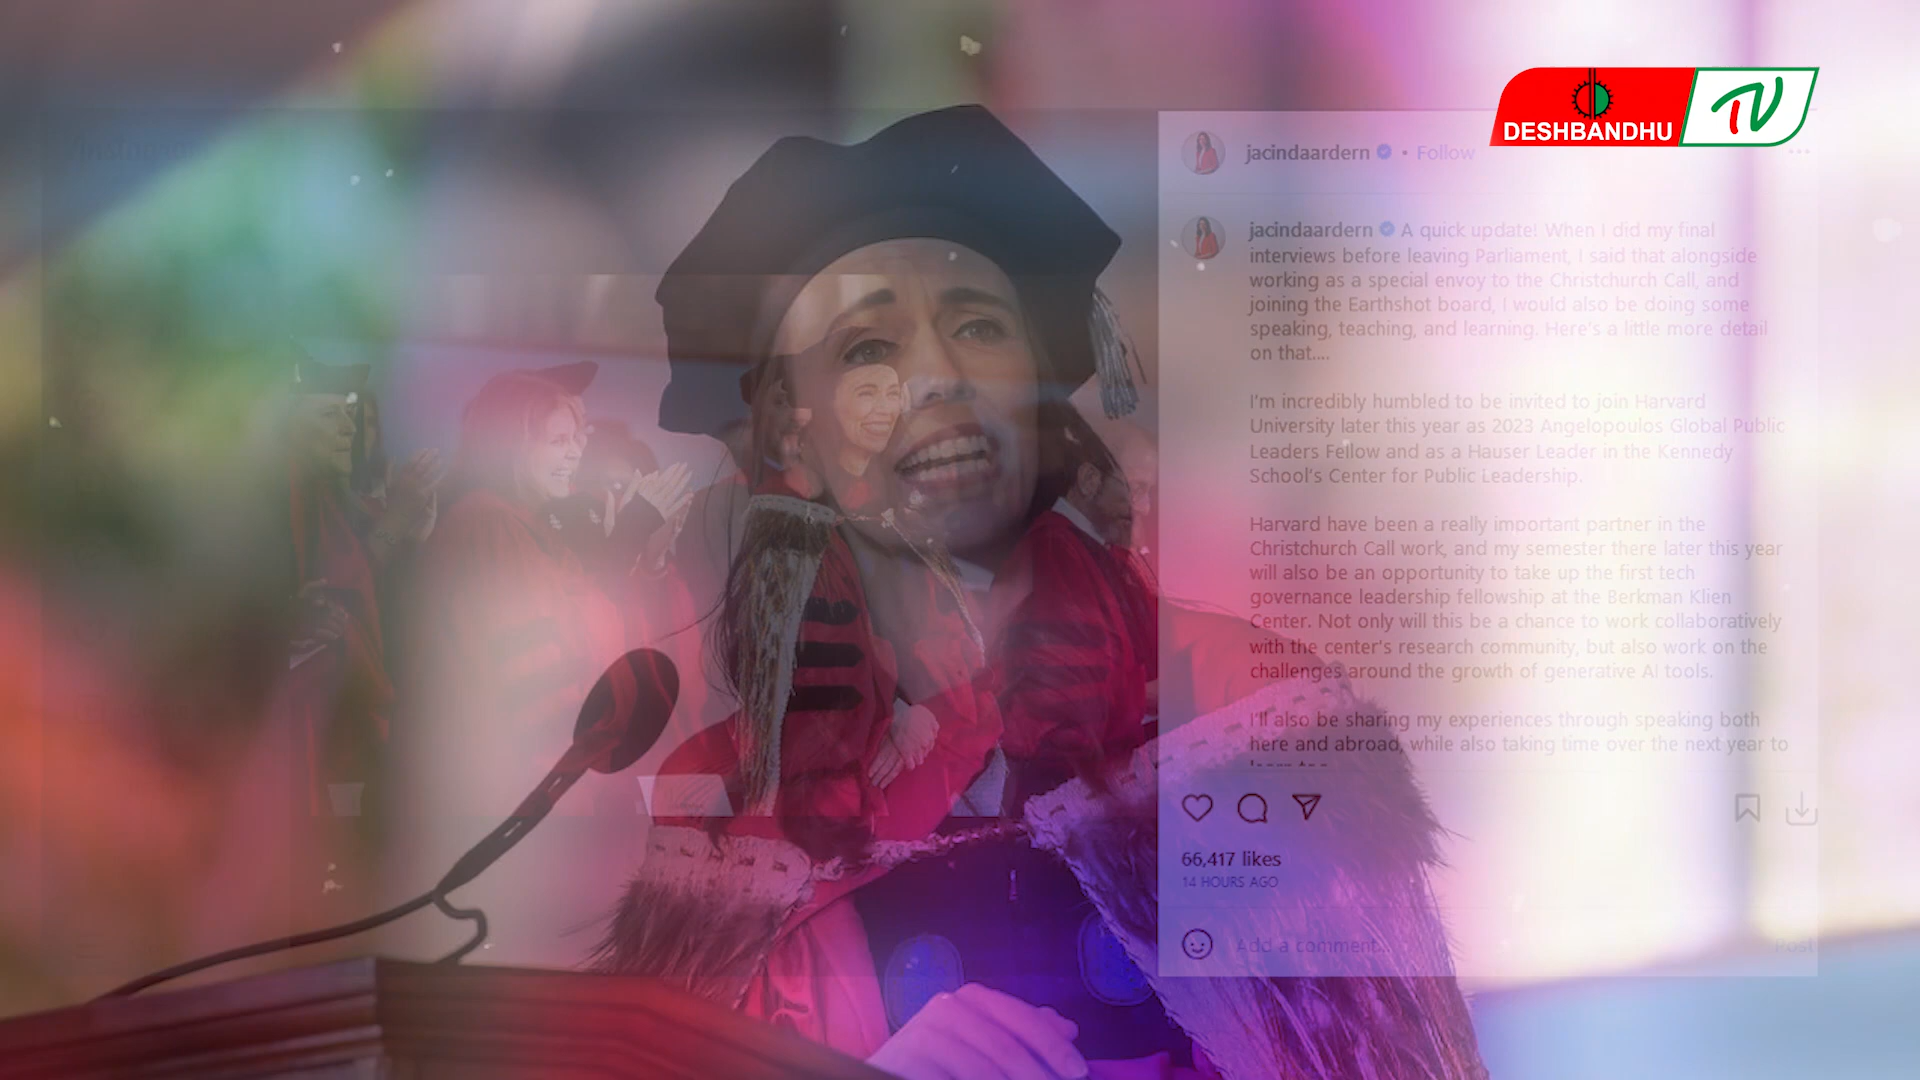 DESHBANDHU TV
Instagram
jacindaardern • Follow
jacindaardern A quick update! When I did my final
interviews before leaving Parliament, I said that alongside
working as a special envoy to the Christchurch Call, and
joining the Earthshot board, I would also be doing some
speaking, teaching, and learning. Here's a little more detail
on that....
I'm incredibly humbled to be invited to join Harvard
University later this year as 2023 Angelopoulos Global Public
Leaders Fellow and as a Hauser Leader in the Kennedy
School's Center for Public Leadership.
Harvard have been a really important partner in the
Christchurch Call work, and my semester there later this year
will also be an opportunity to take up the first tech
governance leadership fellowship at the Berkman Klien
Center. Not only will this be a chance to work collaboratively
with the center's research community, but also work on the
challenges around the growth of generative AI tools.
I'll also be sharing my experiences through speaking both
here and abroad, while also taking time over the next year to
learn too
66,417 likes
14 HOURS AGO
Add a comment...
Post